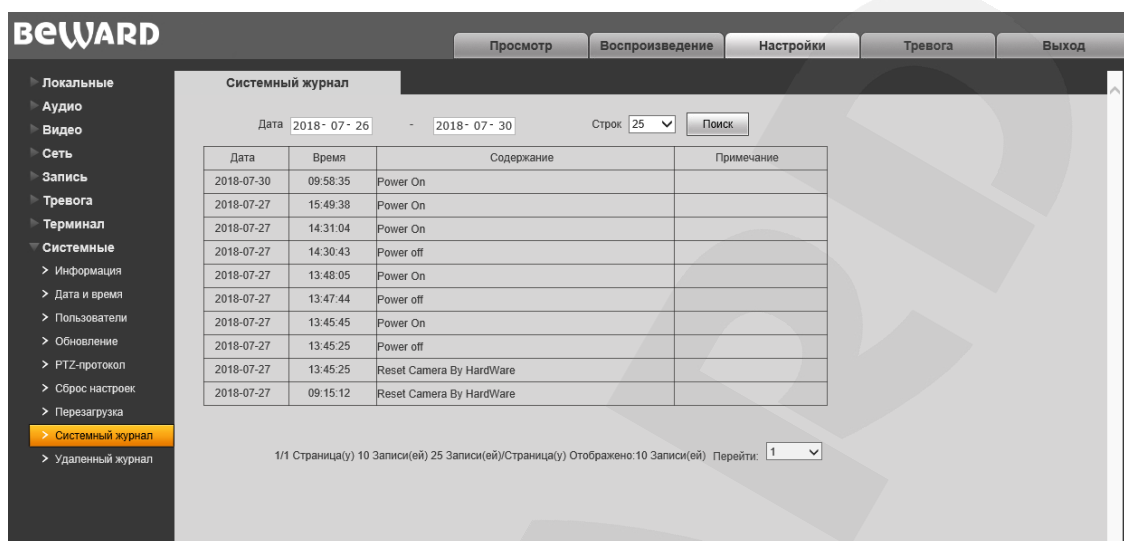 BEWARD
Просмотр Воспроизведение Настройки Тревога Выход
Локальные
Аудио
Видео
Сеть
Запись
Тревога
Терминал
Системные
Информация
Дата и время
Пользователи
Обновление
PTZ-протокол
Сброс настроек
Перезагрузка
Системный журнал
Удаленный журнал
Системный журнал
Дата 2018- 07- 26 - 2018- 07- 30 Строк 25 Поиск
Дата Время Содержание Примечание
2018-07-30 09:58:35 Power On
2018-07-27 15:49:38 Power On
2018-07-27 14:31:04 Power On
2018-07-27 14:30:43 Power off
2018-07-27 13:48:05 Power On
2018-07-27 13:47:44 Power off
2018-07-27 13:45:45 Power On
2018-07-27 13:45:25 Power off
2018-07-27 13:45:25 Reset Camera By HardWare
2018-07-27 09:15:12 Reset Camera By HardWare
1/1 Страница(у) 10 Записи(ей) 25 Записи(ей)/Страница(у) Отображено:10 Записи(ей) Перейти: 1